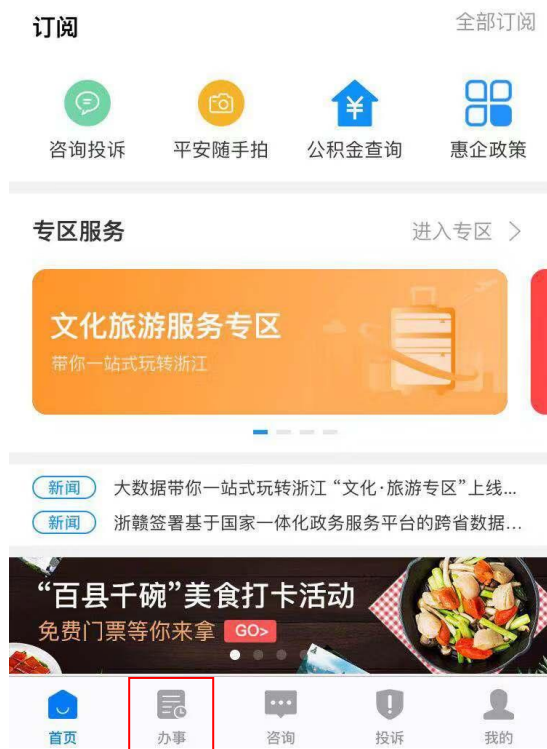 订阅 全部订阅
咨询投诉 平安随手拍 公积金查询 惠企政策
专区服务 进入专区
文化旅游服务专区
带你一站式玩转浙江
新闻 大数据带你一站式玩转浙江 “文化·旅游专区”上线...
新闻 浙赣签署基于国家一体化政务服务平台的跨省数据...
“百县千碗”美食打卡活动
免费门票等你来拿 GO>
首页 办事 咨询 投诉 我的